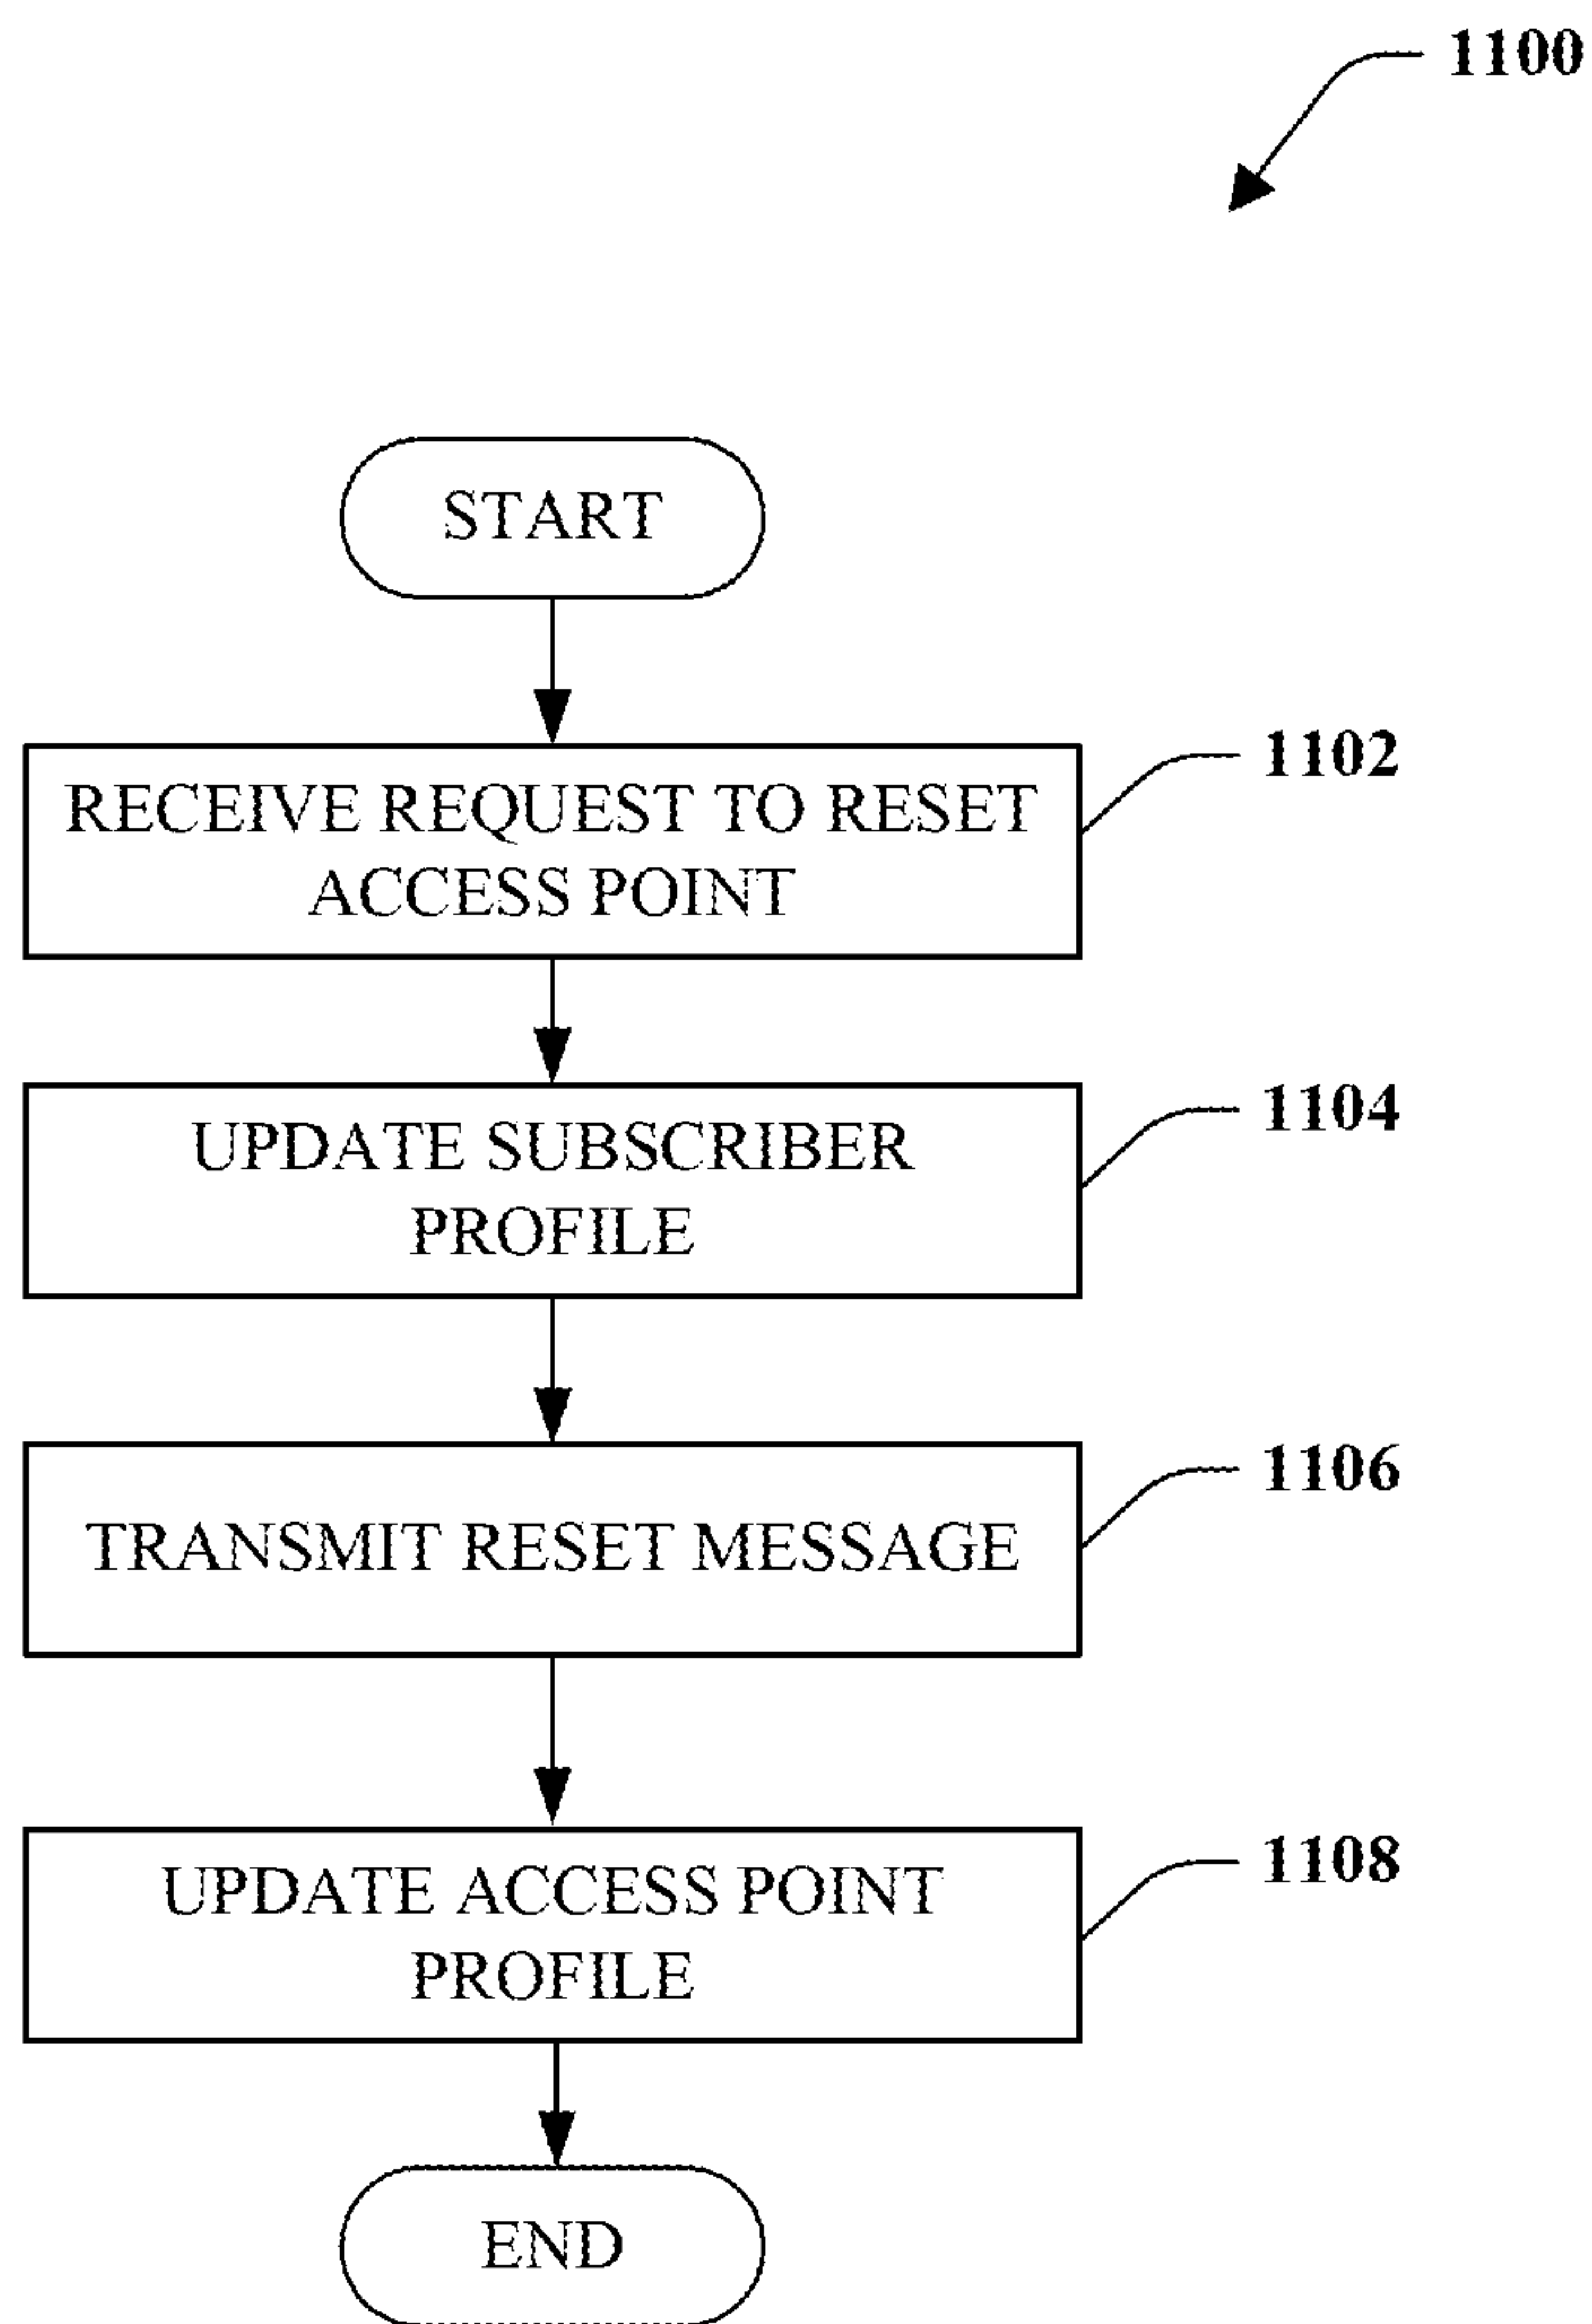 1100
START
RECEIVE REQUEST TO RESET
ACCESS POINT
1102
UPDATE SUBSCRIBER
PROFILE
1104
TRANSMIT RESET MESSAGE
1106
UPDATE ACCESS POINT
PROFILE
1108
END